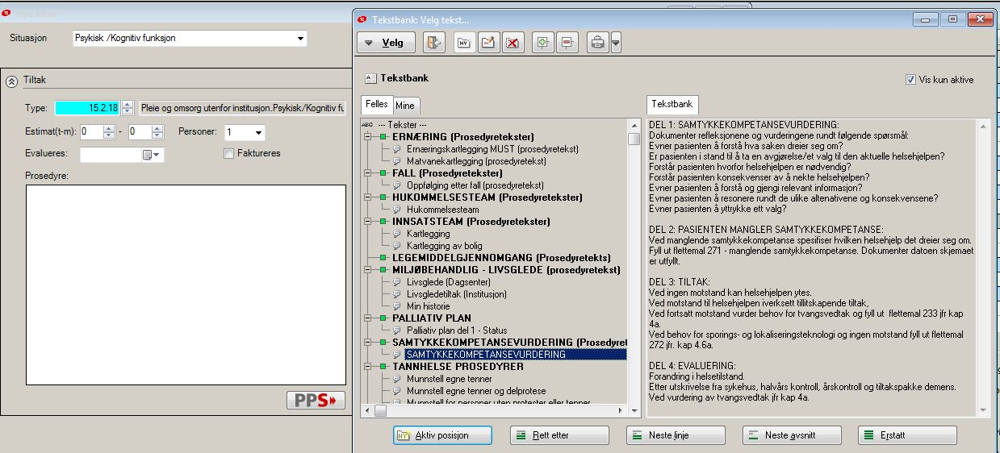 Nye tiltak
Situasjon
Psykisk /Kognitiv funksjon
Tiltak
Type:
15.2.18
Pleie og omsorg utenfor institusjon.Psykisk/Kognitiv fu
Estimat(t-m):
0
-
0
Personer:
1
Evalueres:
Faktureres
Prosedyre:
PPS
TE
Tekstbank: Velg tekst...
Velg
NY
Tekstbank
Vis kun aktive
Felles
Mine
ABC --- Tekster ---
ERNÆRING (Prosedyretekster)
Ernæringskartlegging MUST (prosedyretekst)
Matvanekartlegging (prosedyretekst)
FALL (Prosedyretekster)
Oppfølging etter fall (prosedyretekst)
HUKOMMELSESTEAM (Prosedyretekster)
Hukommelsesteam
INNSATSTEAM (Prosedyretekster)
Kartlegging
Kartlegging av bolig
LEGEMIDDELGJENNOMGANG (Prosedyretekts)
MILJØBEHANDLIG - LIVSGLEDE (prosedyretekst)
Livsglede (Dagsenter)
Livsgledetiltak (Institusjon)
Min historie
PALLIATIV PLAN
Palliativ plan del 1 - Status
SAMTYKKEKOMPETANSEVURDERING (Prosedyret
SAMTYKKEKOMPETANSEVURDERING
TANNHELSE PROSEDYRER
Munnstell egne tenner
Munnstell egne tenner og delprotese
Munnstell for personer uten protester eller tenner
Tekstbank
DEL 1: SAMTYKKEKOMPETANSEVURDERING:
Dokumenter refleksjonene og vurderingene rundt følgende spørsmål:
Evner pasienten å forstå hva saken dreier seg om?
Er pasienten i stand til å ta en avgjørelse/et valg til den aktuelle helsehjelpen?
Forstår pasienten hvorfor helsehjelpen er nødvendig?
Forstår pasienten konsekvenser av å nekte helsehjelpen?
Evner pasienten å forstå og gjengi relevant informasjon?
Evner pasienten å resonere rundt de ulike altenativene og konsekvensene?
Evner pasienten å yttrykke ett valg?
DEL 2: PASIENTEN MANGLER SAMTYKKEKOMPETANSE:
Ved manglende samtykkekompetanse spesifiser hvilken helsehjelp det dreier seg om.
Fyll ut flettemal 271 - manglende samtykkekompetanse. Dokumenter datoen skjemaet
er utfyllt.
DEL 3: TILTAK:
Ved ingen motstand kan helsehjelpen ytes.
Ved motstand til helsehjelpen iverksett tillitskapende tiltak,
Ved fortsatt motstand vurder behov for tvangsvedtak og fyll ut flettemal 233 jfr kap
4a.
Ved behov for sporings- og lokaliseringteknologi og ingen motstand fyll ut flettemal
272 jfr. kap 4.6a.
DEL 4: EVALUERING:
Forandring i helsetilstand.
Etter utskrivelse fra sykehus, halvårs kontroll, årskontroll og tiltakspakke demens.
Ved vurdering av tvangsvedtak jfr kap 4a.
NY Aktiv posisjon
Rett etter
Neste linje
Neste avsnitt
Erstatt